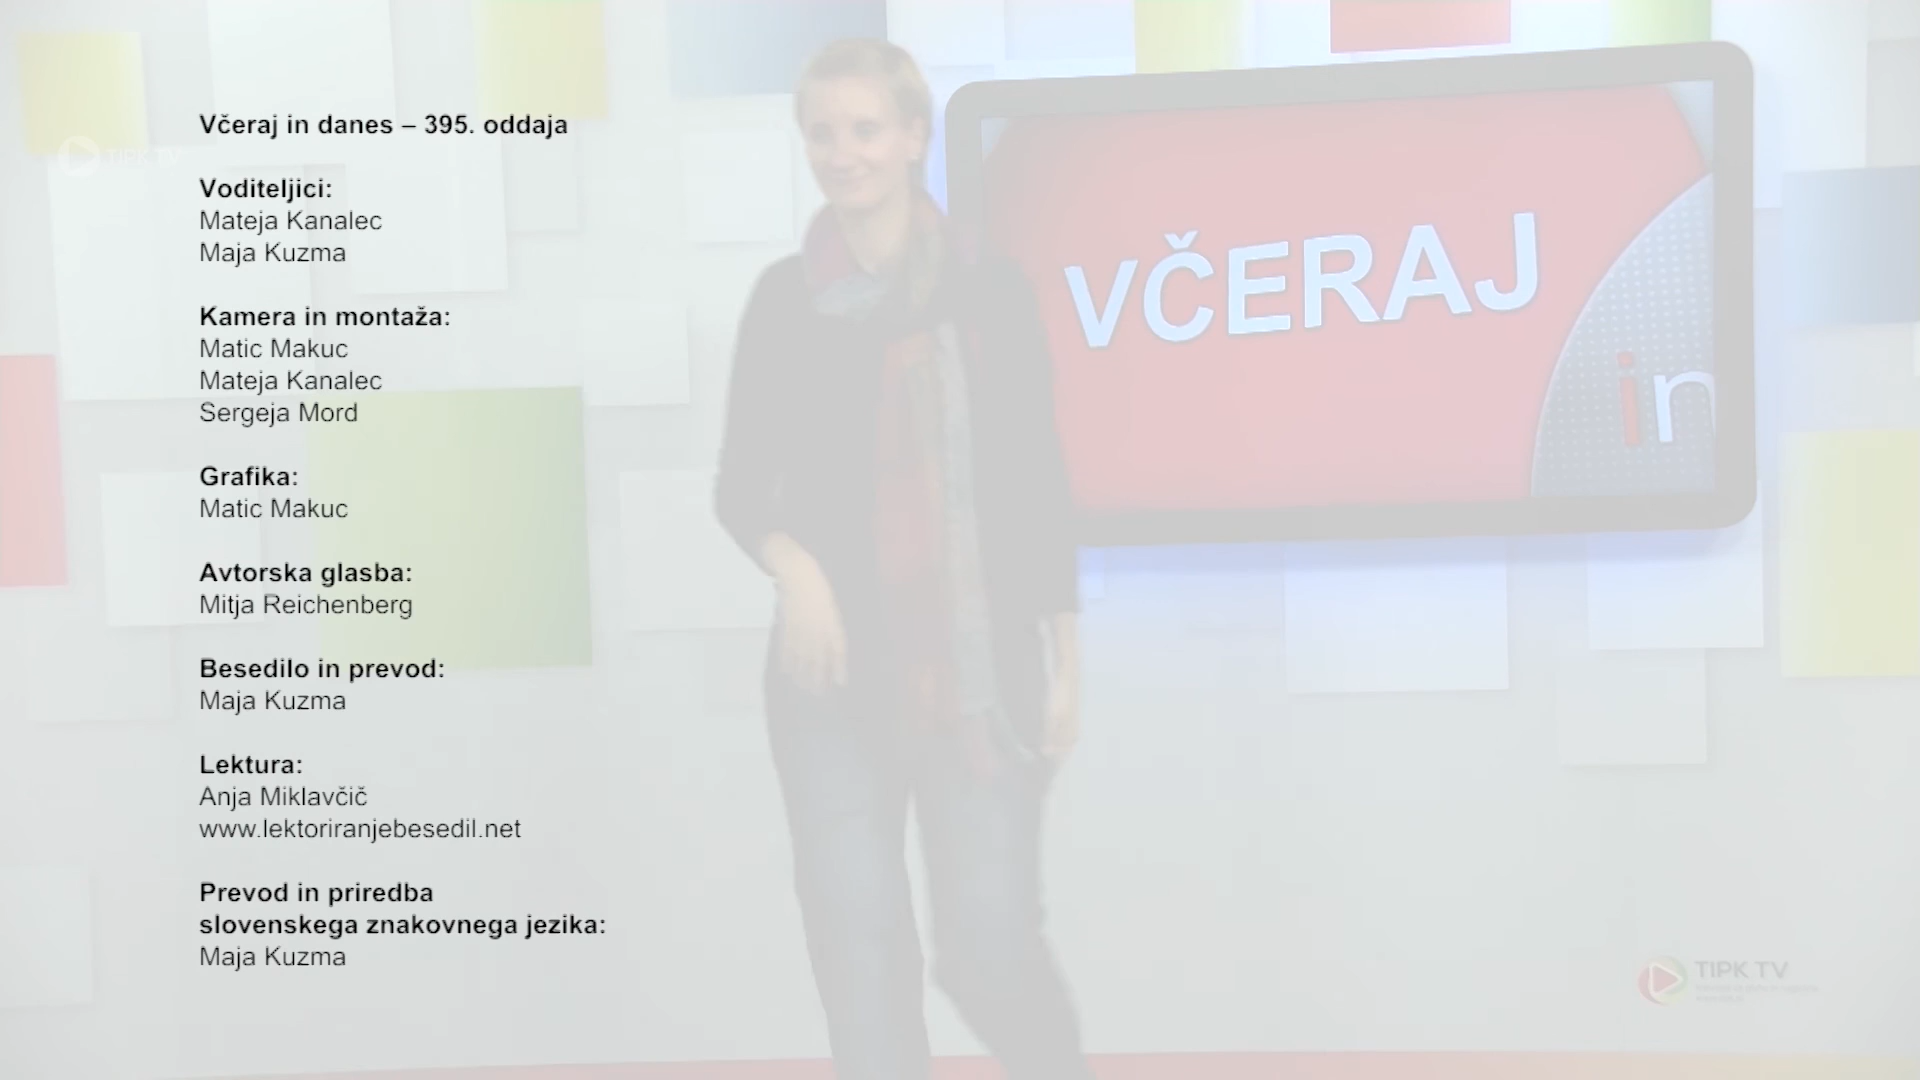 Včeraj in danes – 395. oddaja
Voditeljici:
Mateja Kanalec
Maja Kuzma
Kamera in montaža:
Matic Makuc
Mateja Kanalec
Sergeja Mord
Grafika:
Matic Makuc
Avtorska glasba:
Mitja Reichenberg
Besedilo in prevod:
Maja Kuzma
Lektura:
Anja Miklavčič
www.lektoriranjebesedil.net
Prevod in priredba
slovenskega znakovnega jezika:
Maja Kuzma
TIPK TV
VČERAJ
in
TIPK TV